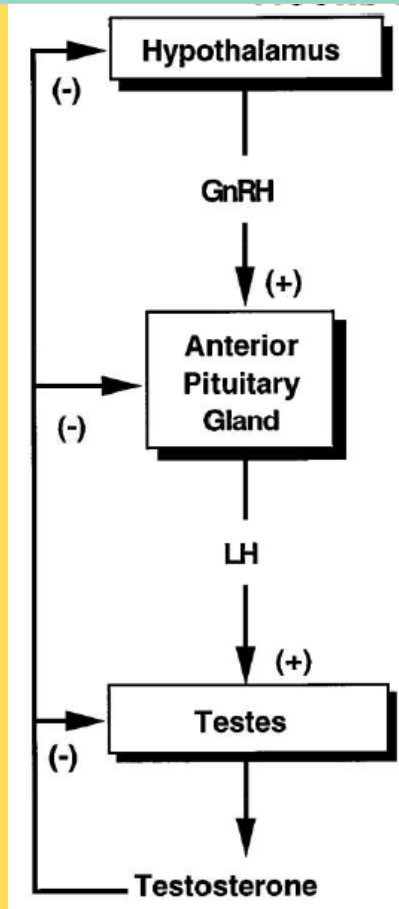 Hypothalamus
(-)
GnRH
(+)
Anterior
Pituitary
Gland
(-)
LH
(+)
Testes
(-)
Testosterone